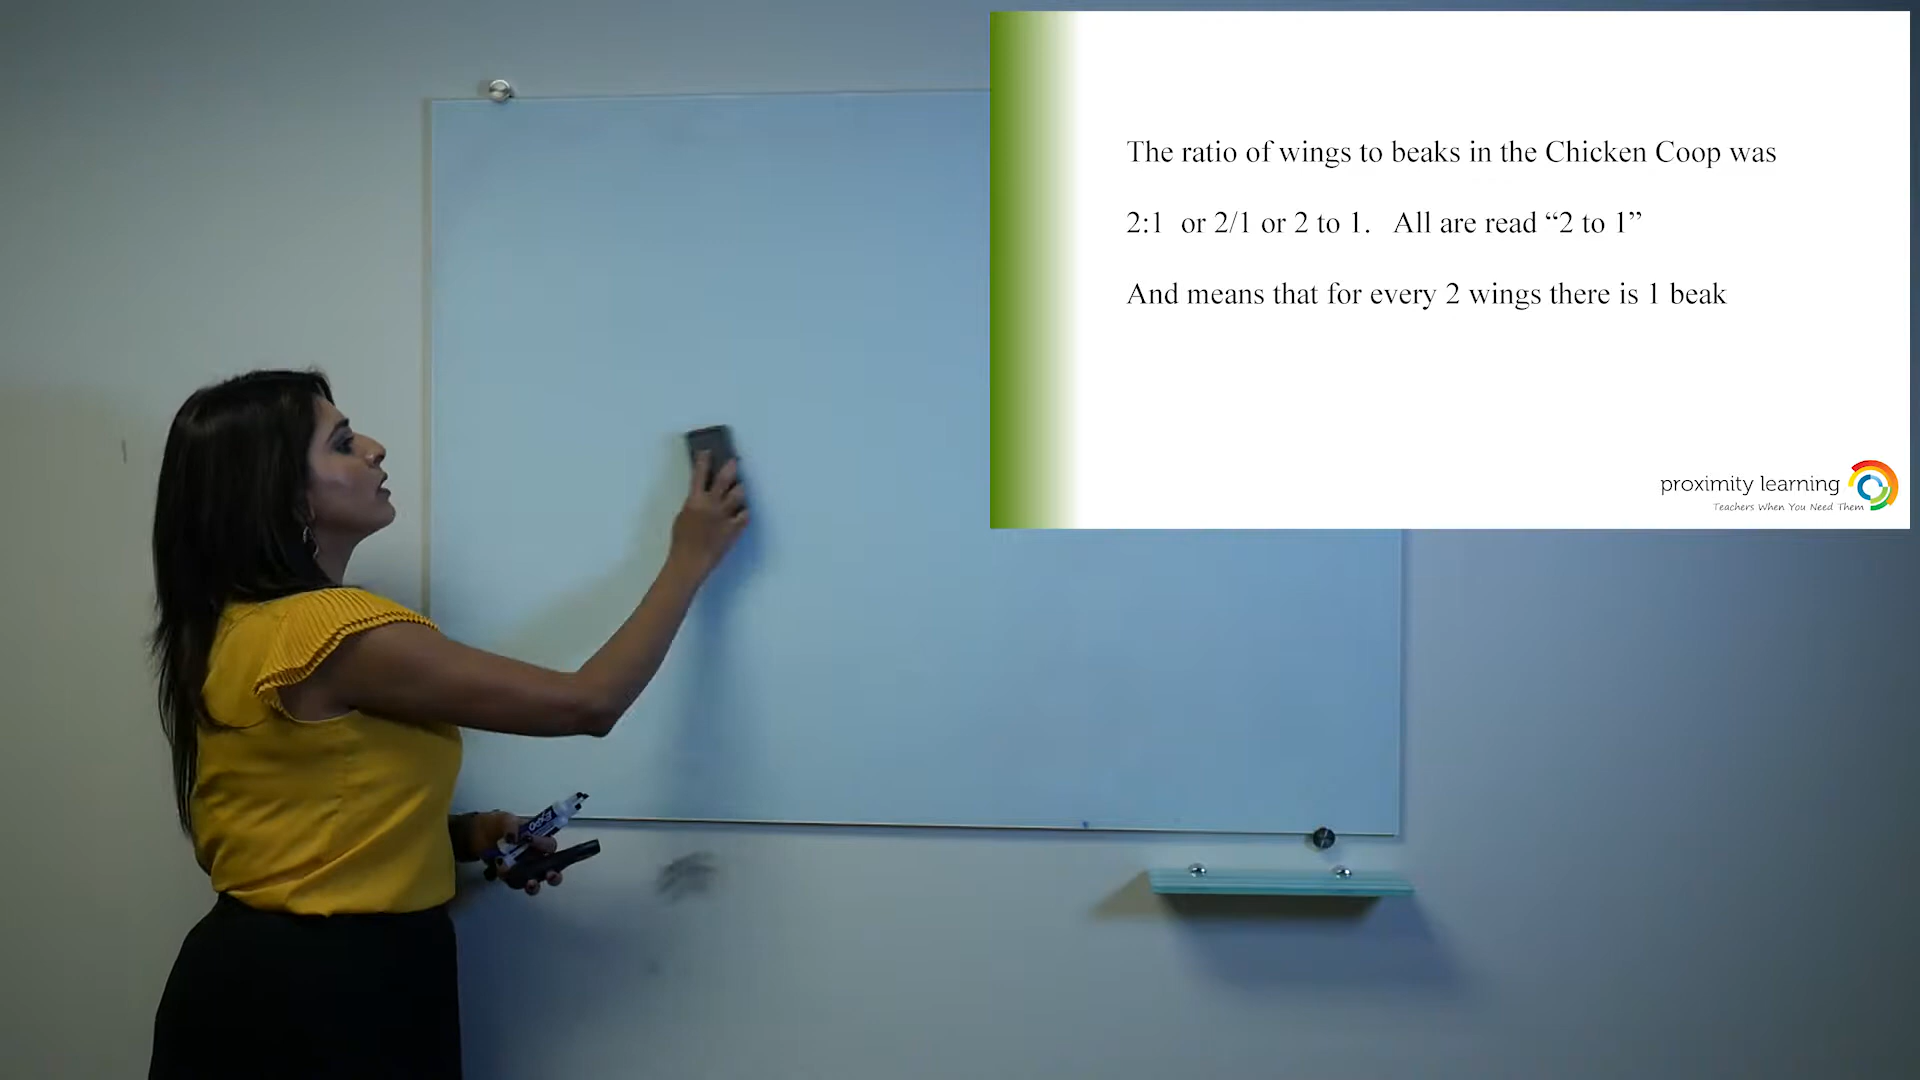 The ratio of wings to beaks in the Chicken Coop was
2:1 or 2/1 or 2 to 1. All are read “2 to 1”
And means that for every 2 wings there is 1 beak
proximity learning
Teachers When You Need Them